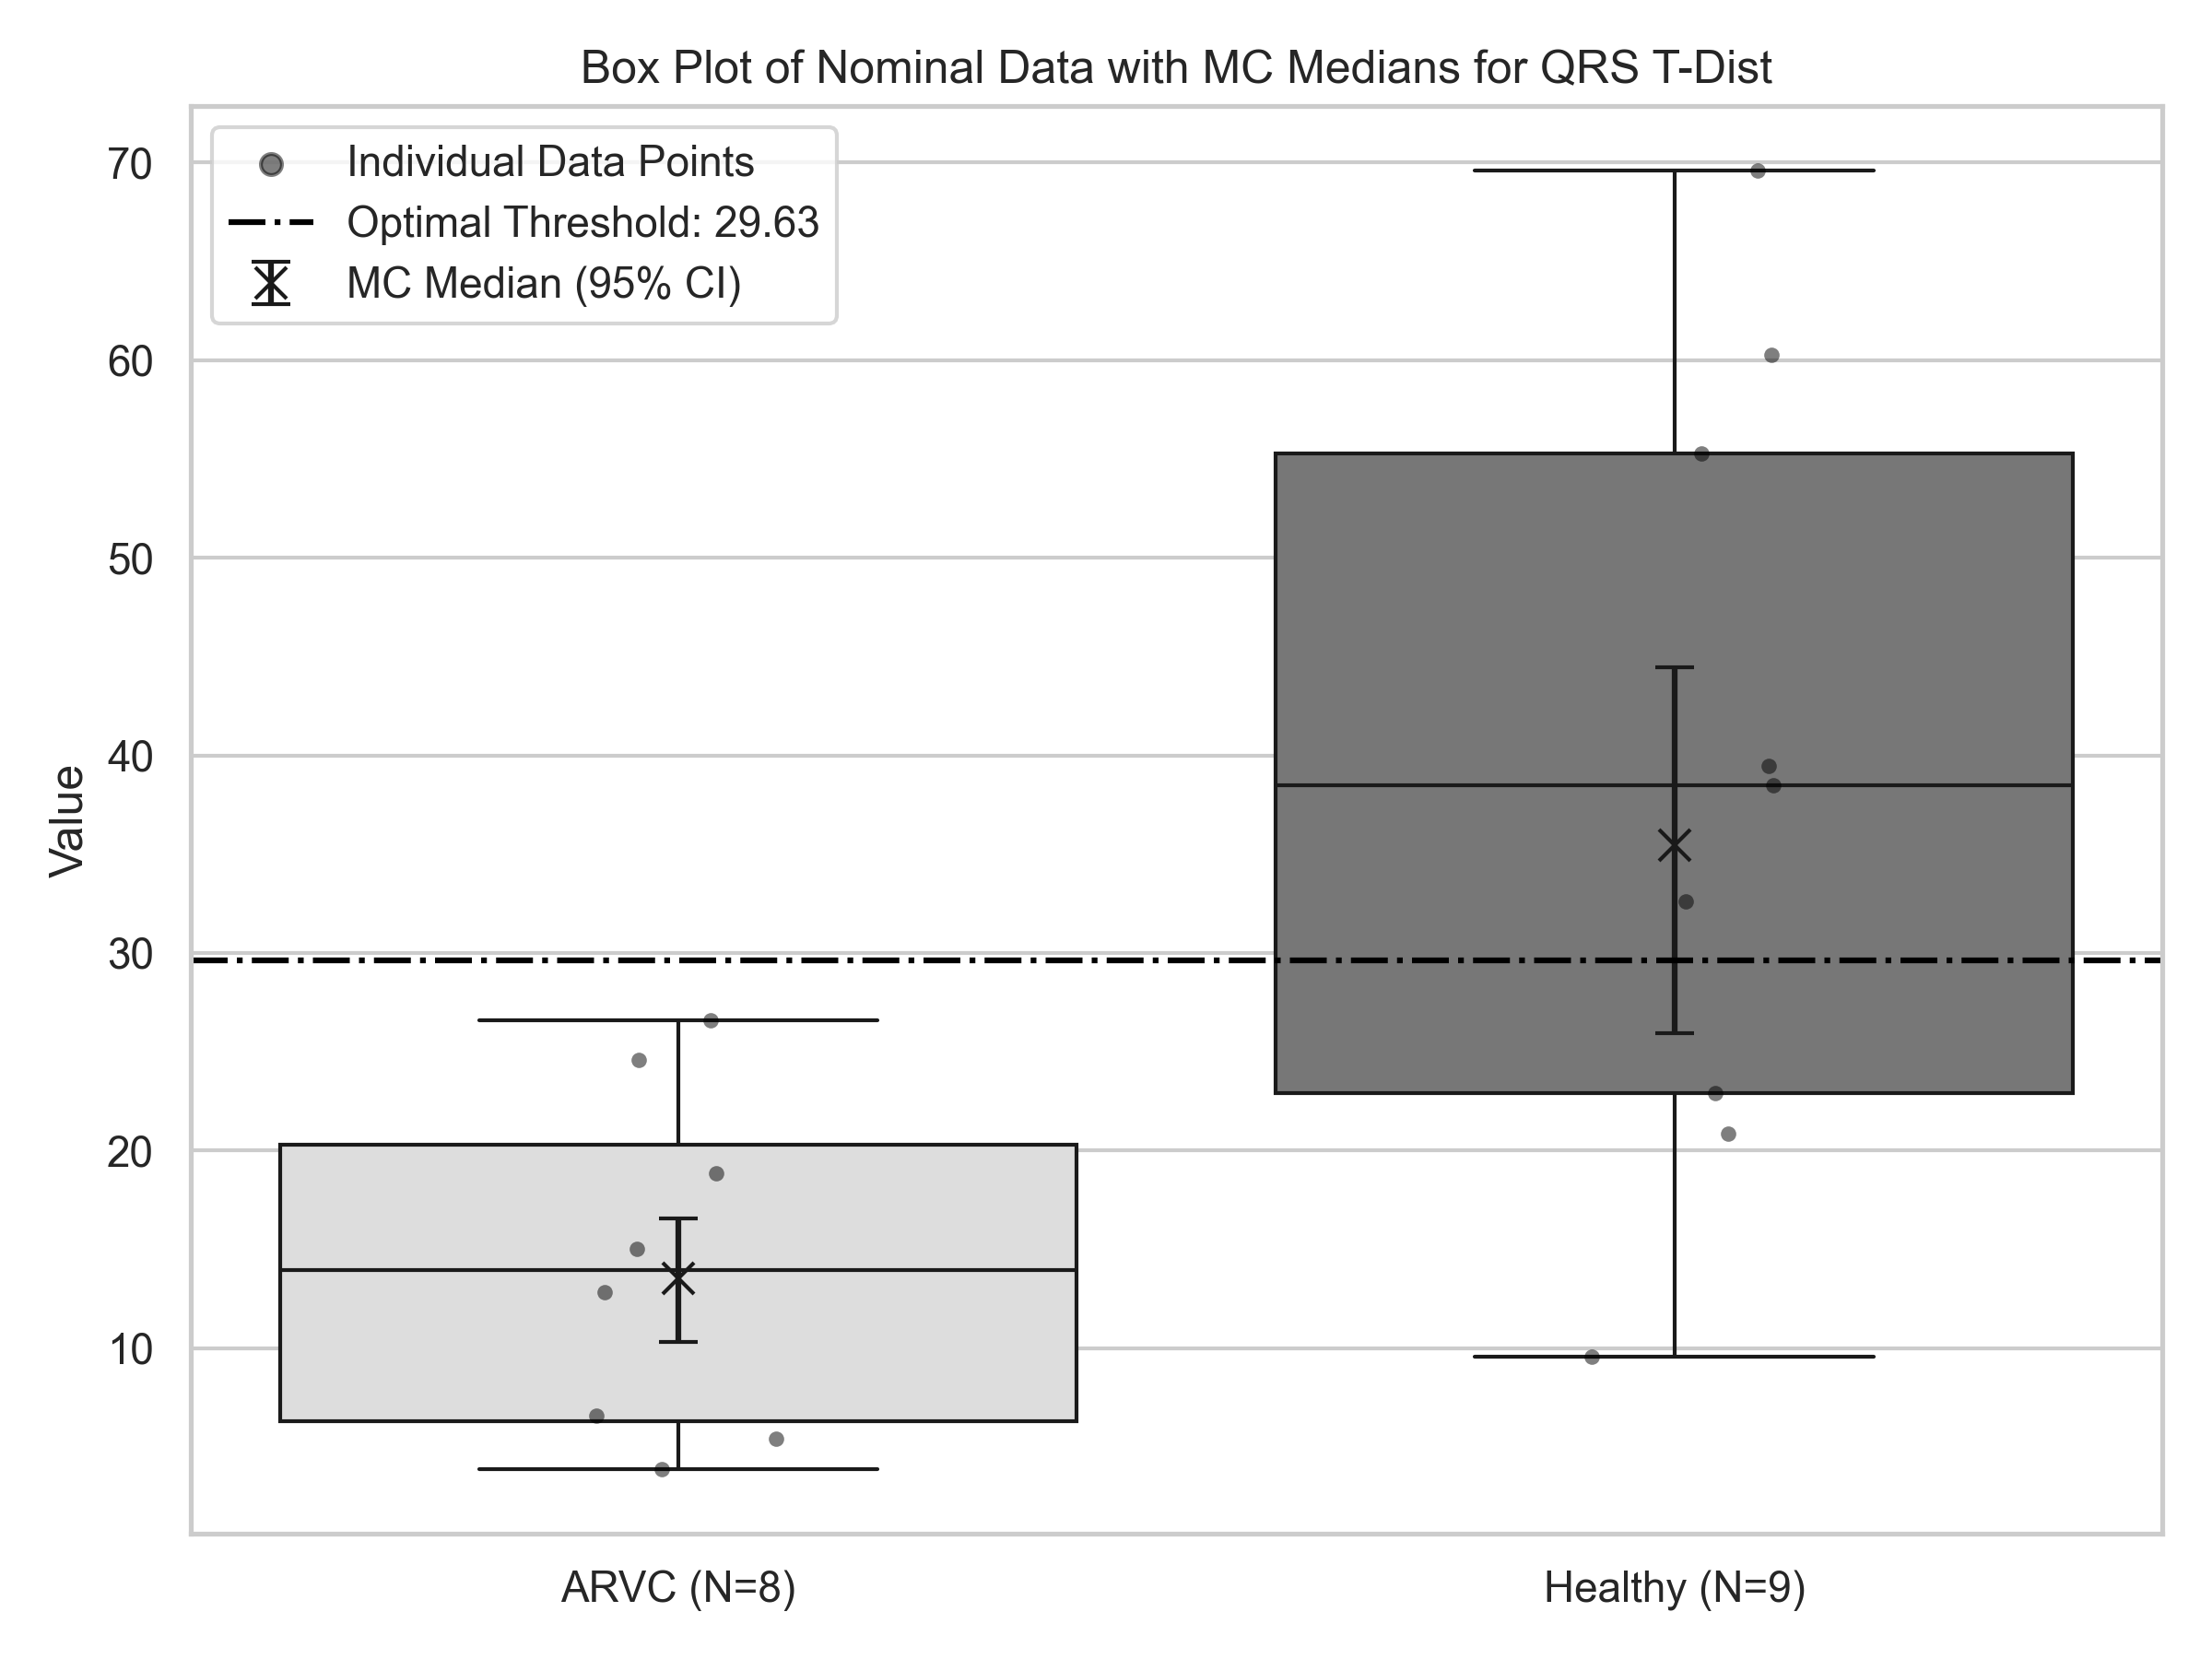 Box Plot of Nominal Data with MC Medians for QRS T-Dist
Individual Data Points
Optimal Threshold: 29.63
MC Median (95% CI)
Value
70
60
50
40
30
20
10
ARVC (N=8)
Healthy (N=9)